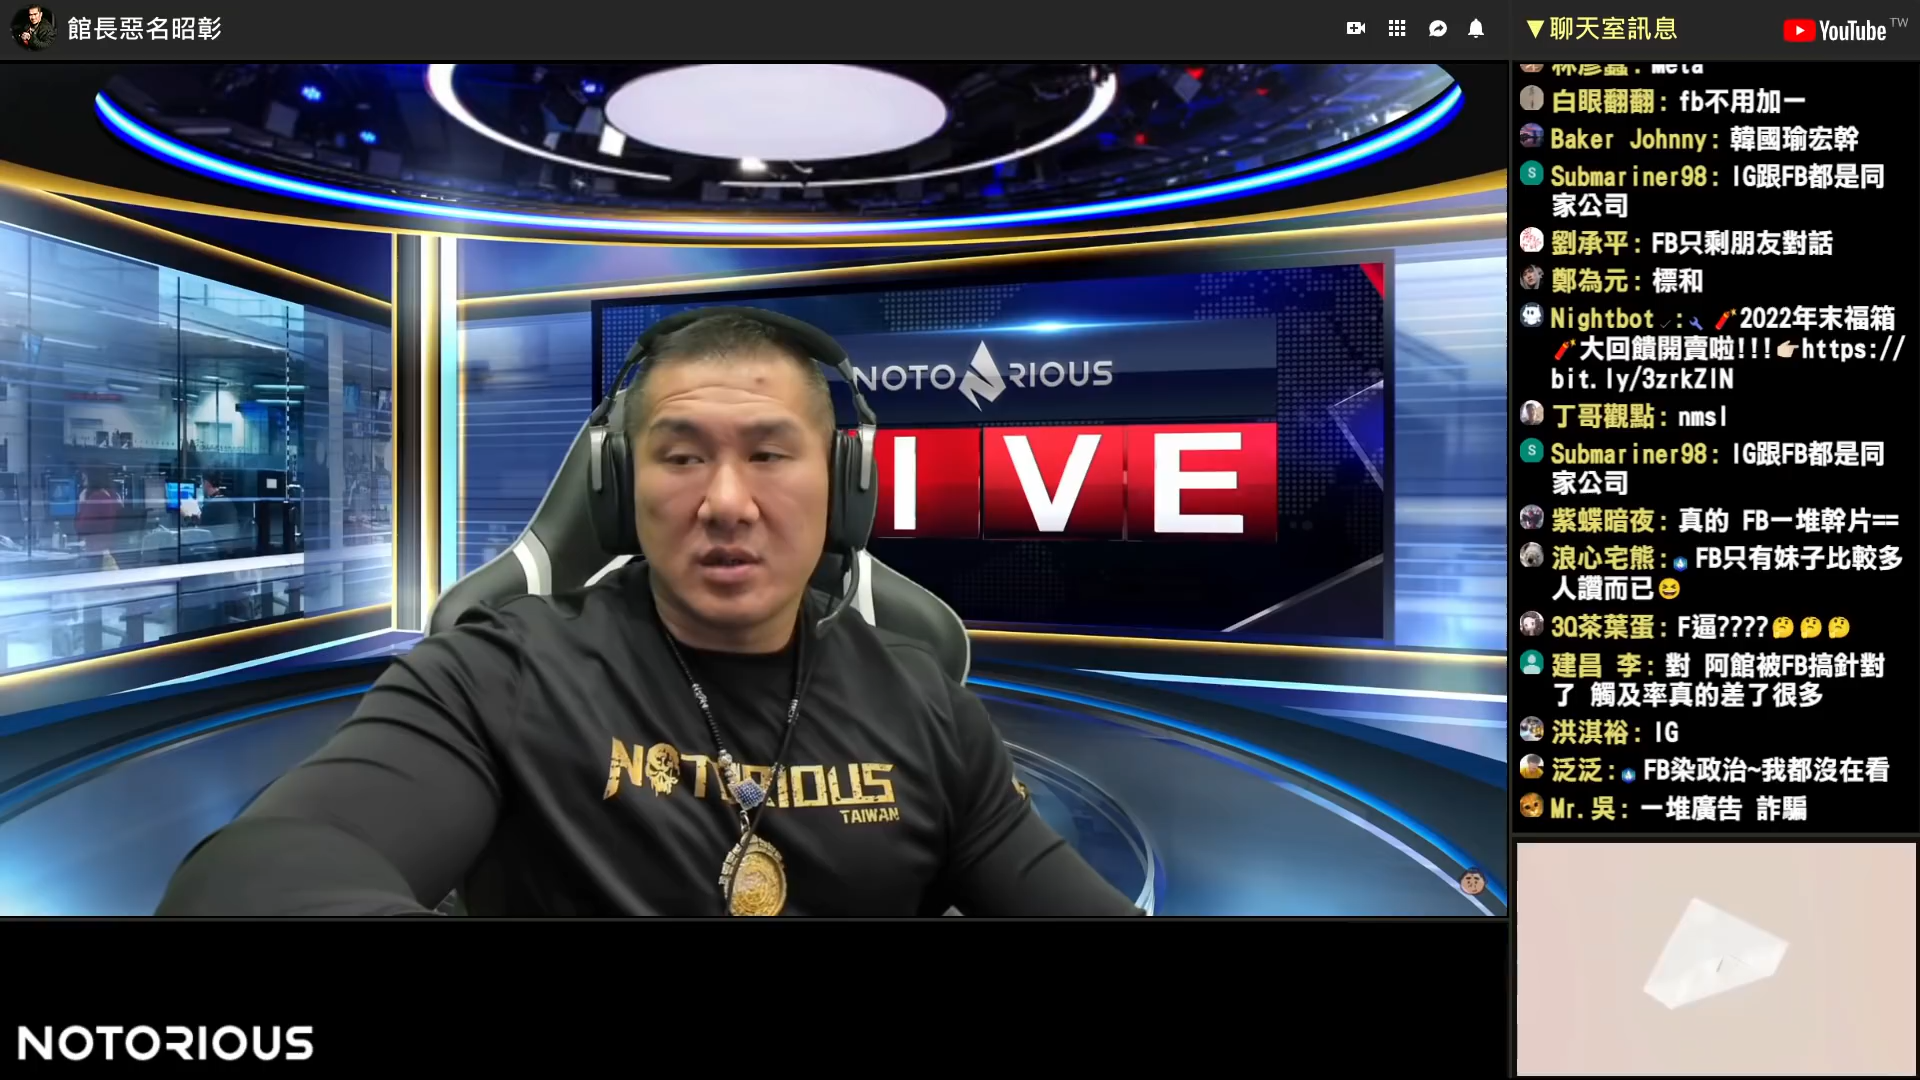 館長惡名昭彰
▼聊天室訊息
YouTube TW
meta
白眼翻翻: fb不用加一
Baker Johnny: 韓國瑜宏幹
Submariner98: IG跟FB都是同
家公司
劉承平: FB只剩朋友對話
鄭為元: 標和
Nightbot: 2022年末福箱
大回饋開賣啦!!!👉https://
bit.ly/3zrkZIN
丁哥觀點: nmsl
Submariner98: IG跟FB都是同
家公司
紫蝶暗夜: 真的 FB一堆幹片==
浪心宅熊: FB只有妹子比較多
人讚而已😆
3Q茶葉蛋: F逼????🤔🤔🤔
建昌 李: 對 阿館被FB搞針對
了 觸及率真的差了很多
洪淇裕: IG
泛泛: FB染政治~我都沒在看
Mr.吳: 一堆廣告 詐騙
NOTORIOUS
IVE
NOTORIOUS
TAIWAN
NOTORIOUS